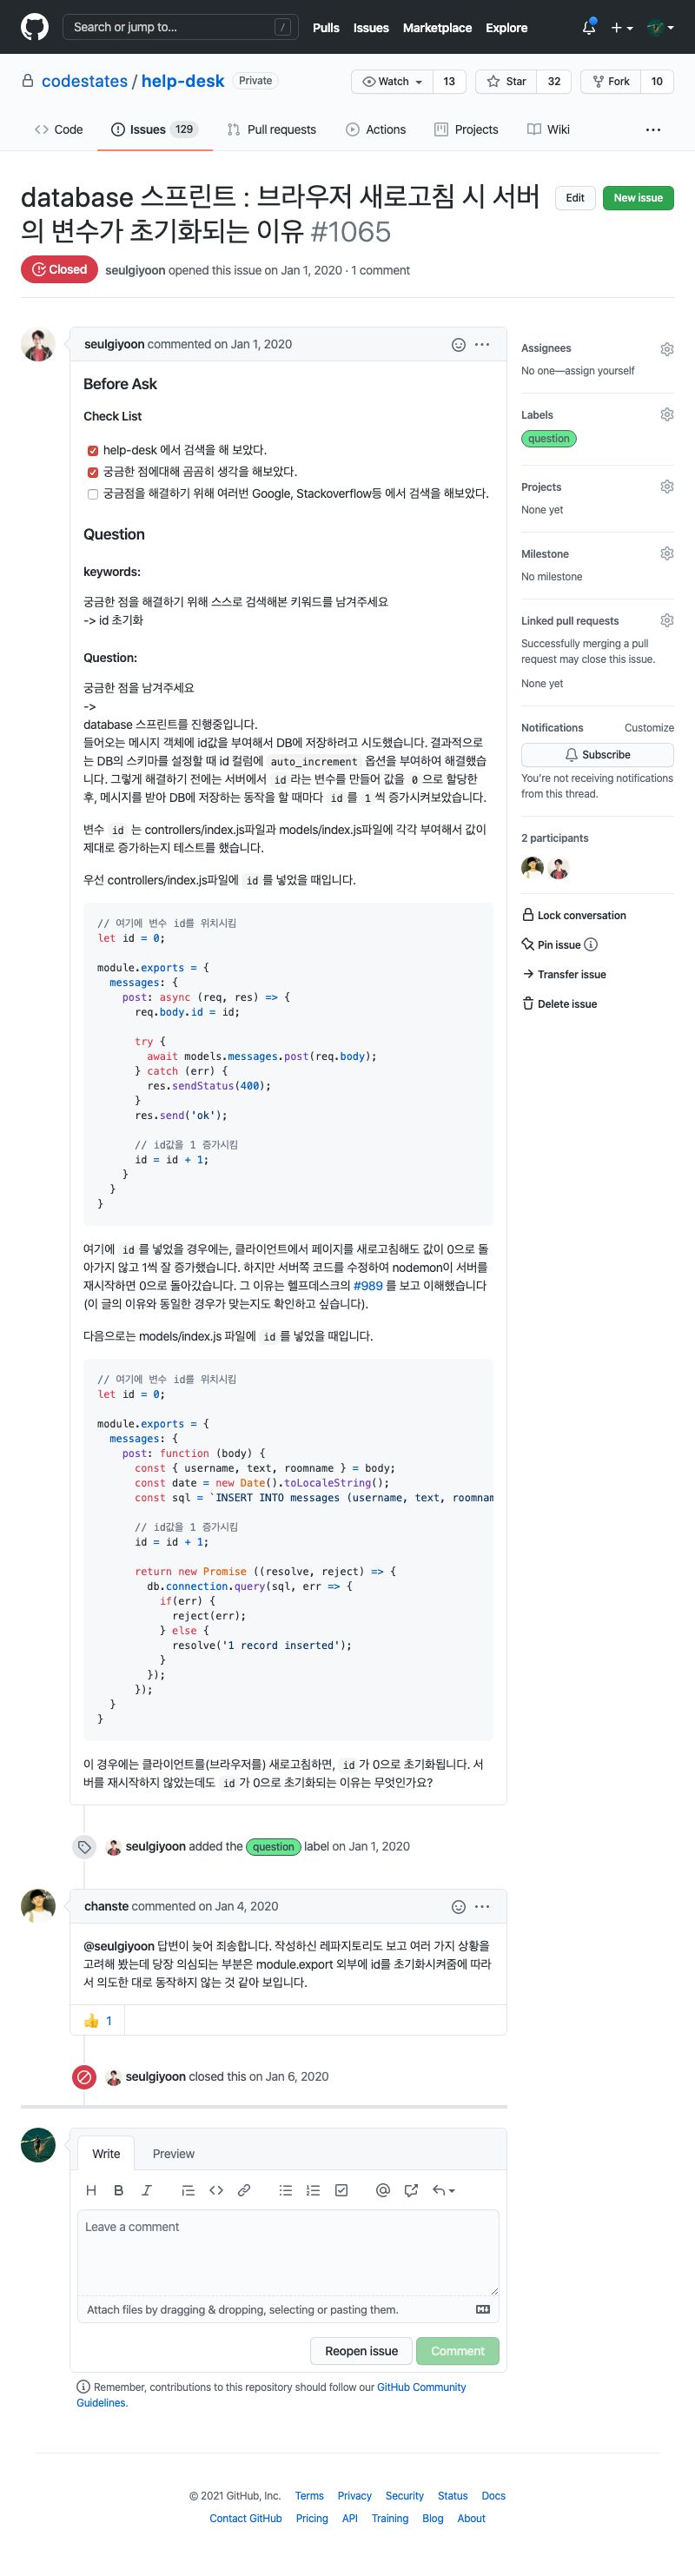 Search or jump to... /
Pulls Issues Marketplace Explore
codestates / help-desk Private
Watch 13 Star 32 Fork 10
Code Issues 129 Pull requests Actions Projects Wiki ...
database 스프린트 : 브라우저 새로고침 시 서버
의 변수가 초기화되는 이유 #1065
Edit New issue
Closed seulgiyoon opened this issue on Jan 1, 2020 · 1 comment
seulgiyoon commented on Jan 1, 2020
Before Ask
Check List
help-desk 에서 검색을 해 보았다.
궁금한 점에대해 곰곰히 생각을 해보았다.
궁금점을 해결하기 위해 여러번 Google, Stackoverflow등 에서 검색을 해보았다.
Question
keywords:
궁금한 점을 해결하기 위해 스스로 검색해본 키워드를 남겨주세요
-> id 초기화
Question:
궁금한 점을 남겨주세요
->
database 스프린트를 진행중입니다.
들어오는 메시지 객체에 id값을 부여해서 DB에 저장하려고 시도했습니다. 결과적으로
는 DB의 스키마를 설정할 때 id 컬럼에 auto_increment 옵션을 부여하여 해결했습
니다. 그렇게 해결하기 전에는 서버에서 id 라는 변수를 만들어 값을 0 으로 할당한
후, 메시지를 받아 DB에 저장하는 동작을 할 때마다 id 를 1 씩 증가시켜보았습니다.
변수 id 는 controllers/index.js파일과 models/index.js파일에 각각 부여해서 값이
제대로 증가하는지 테스트를 했습니다.
우선 controllers/index.js파일에 id 를 넣었을 때입니다.
// 여기에 변수 id를 위치시킴
let id = 0;
module.exports = {
messages: {
post: async (req, res) => {
req.body.id = id;
try {
await models.messages.post(req.body);
} catch (err) {
res.sendStatus(400);
}
res.send('ok');
// id값을 1 증가시킴
id = id + 1;
}
}
}
여기에 id 를 넣었을 경우에는, 클라이언트에서 페이지를 새로고침해도 값이 0으로 돌
아가지 않고 1씩 잘 증가했습니다. 하지만 서버쪽 코드를 수정하여 nodemon이 서버를
재시작하면 0으로 돌아갔습니다. 그 이유는 헬프데스크의 #989 를 보고 이해했습니다
(이 글의 이유와 동일한 경우가 맞는지도 확인하고 싶습니다).
다음으로는 models/index.js 파일에 id 를 넣었을 때입니다.
// 여기에 변수 id를 위치시킴
let id = 0;
module.exports = {
messages: {
post: function (body) {
const { username, text, roomname } = body;
const date = new Date().toLocaleString();
const sql = `INSERT INTO messages (username, text, roomnam
// id값을 1 증가시킴
id = id + 1;
return new Promise ((resolve, reject) => {
db.connection.query(sql, err => {
if(err) {
reject(err);
} else {
resolve('1 record inserted');
}
});
});
}
}
이 경우에는 클라이언트를(브라우저를) 새로고침하면, id 가 0으로 초기화됩니다. 서
버를 재시작하지 않았는데도 id 가 0으로 초기화되는 이유는 무엇인가요?
Assignees
No one—assign yourself
Labels
question
Projects
None yet
Milestone
No milestone
Linked pull requests
Successfully merging a pull
request may close this issue.
None yet
Notifications Customize
Subscribe
You're not receiving notifications
from this thread.
2 participants
Lock conversation
Pin issue
Transfer issue
Delete issue
seulgiyoon added the question label on Jan 1, 2020
chanste commented on Jan 4, 2020
@seulgiyoon 답변이 늦어 죄송합니다. 작성하신 레파지토리도 보고 여러 가지 상황을
고려해 봤는데 당장 의심되는 부분은 module.export 외부에 id를 초기화시켜줌에 따라
서 의도한 대로 동작하지 않는 것 같아 보입니다.
👍 1
seulgiyoon closed this on Jan 6, 2020
Write Preview
Leave a comment
Attach files by dragging & dropping, selecting or pasting them.
Reopen issue Comment
Remember, contributions to this repository should follow our GitHub Community
Guidelines.
© 2021 GitHub, Inc. Terms Privacy Security Status Docs
Contact GitHub Pricing API Training Blog About